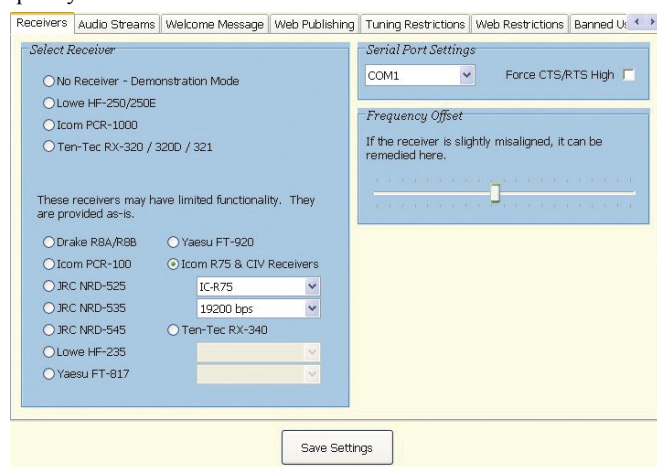 Receivers Audio Streams Welcome Message Web Publishing Tuning Restrictions Web Restrictions Banned
Select Receiver
No Receiver - Demonstration Mode
Lowe HF-250/250E
Icom PCR-1000
Ten-Tec RX-320 / 320D / 321
These receivers may have limited functionality. They
are provided as-is.
Drake R8A/R8B
Icom PCR-100
JRC NRD-525
JRC NRD-535
JRC NRD-545
Lowe HF-235
Yaesu FT-817
Yaesu FT-920
Icom R75 & CIV Receivers
IC-R75
19200 bps
Ten-Tec RX-340
Serial Port Settings
COM1 Force CTS/RTS High
Frequency Offset
If the receiver is slightly misaligned, it can be
remedied here.
Save Settings